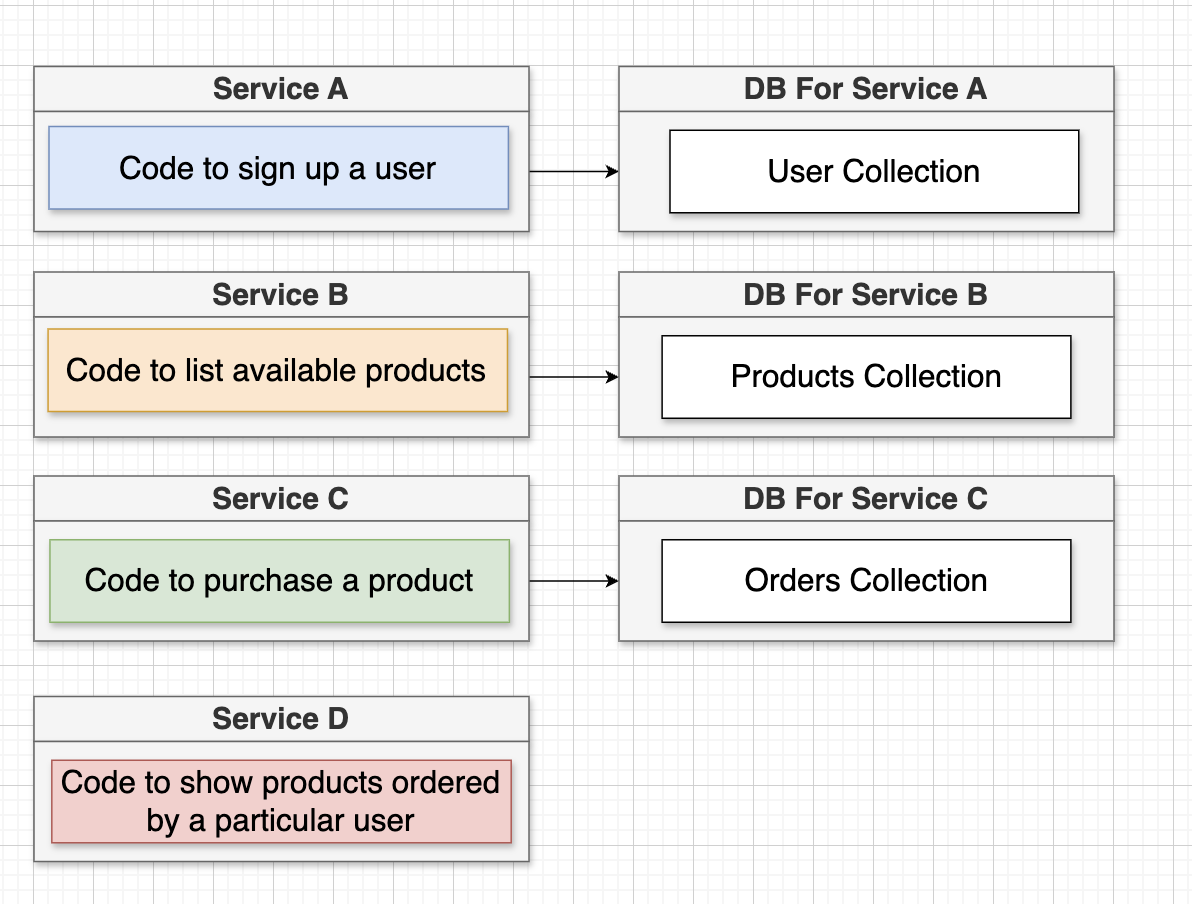 Service A
DB For Service A
Code to sign up a user
User Collection
Service B
DB For Service B
Code to list available products
Products Collection
Service C
DB For Service C
Code to purchase a product
Orders Collection
Service D
Code to show products ordered
by a particular user